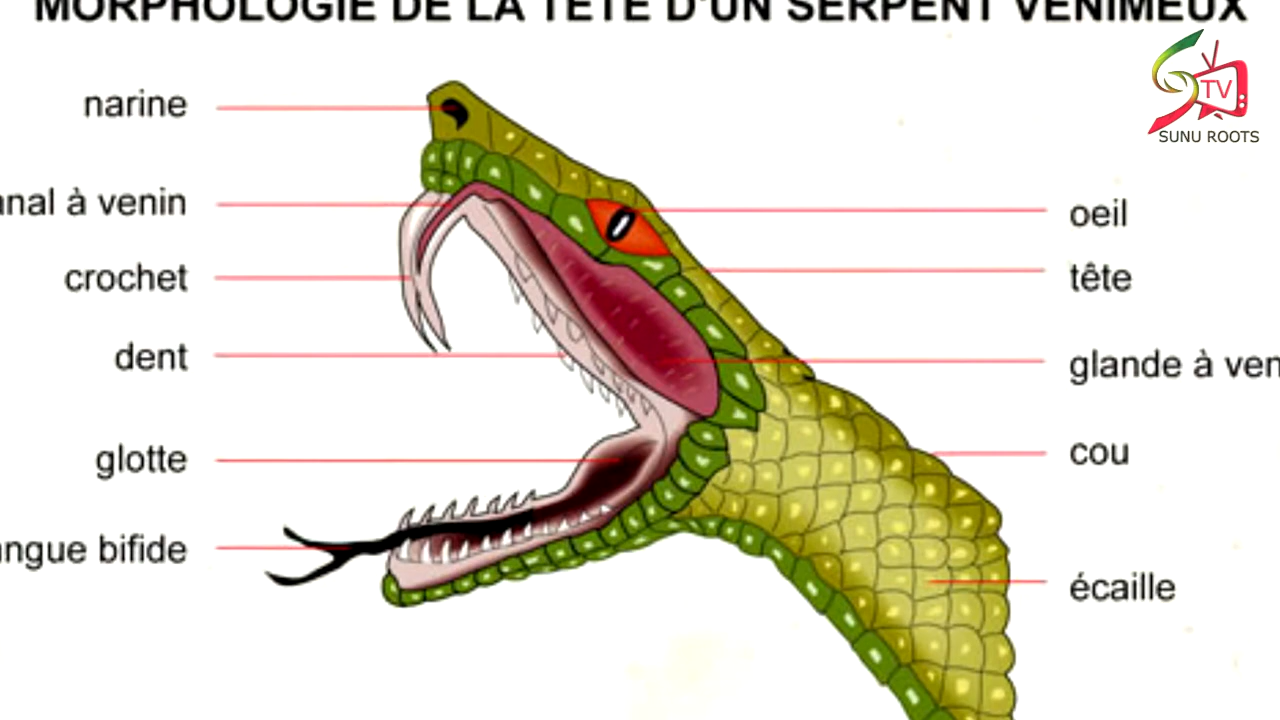 MORPHOLOGIE DE LA TÊTE D'UN SERPENT VENIMEUX
TV
SUNU ROOTS
narine
anal à venin
crochet
dent
glotte
angue bifide
oeil
tête
glande à ven
cou
écaille